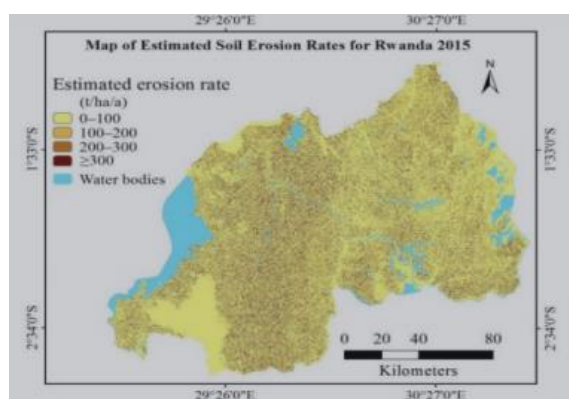 29°26'0"E 30°27'0"E
Map of Estimated Soil Erosion Rates for Rwanda 2015
N
Estimated erosion rate
(t/ha/a)
0–100
100–200
200–300
≥300
Water bodies
1°33'0"S 1°33'0"S
2°34'0"S 2°34'0"S
0 20 40 80
Kilometers
29°26'0"E 30°27'0"E